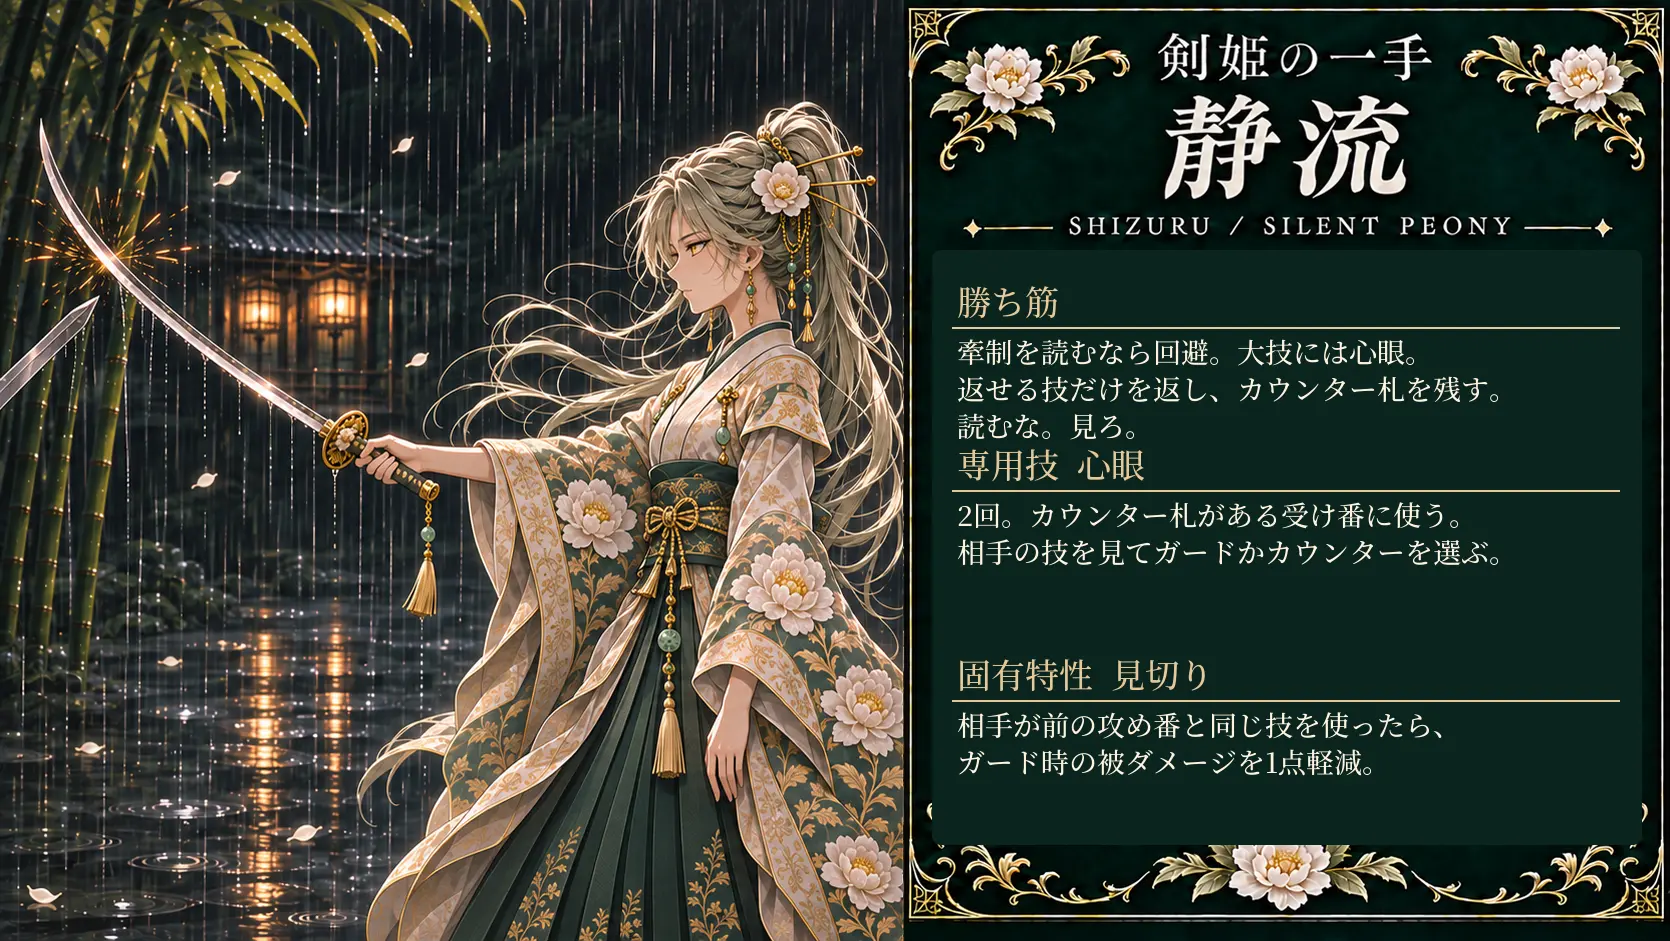 剣姫の一手
静流
SHIZURU / SILENT PEONY
勝ち筋
牽制を読むなら回避。大技には心眼。
返せる技だけを返し、カウンター札を残す。
読むな。見ろ。
専用技 心眼
2回。カウンター札がある受け番に使う。
相手の技を見てガードかカウンターを選ぶ。
固有特性 見切り
相手が前の攻め番と同じ技を使ったら、
ガード時の被ダメージを1点軽減。